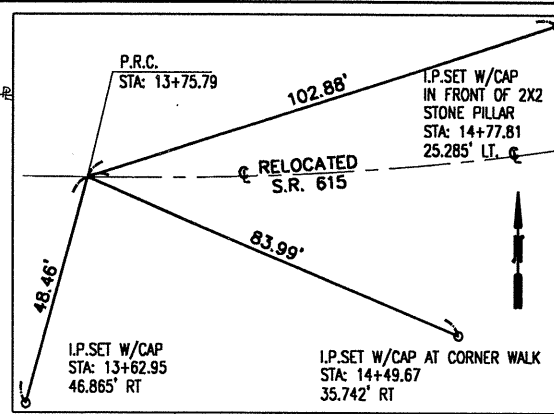 P.R.C.
STA: 13+75.79
102.88'
I.P.SET W/CAP
IN FRONT OF 2X2
STONE PILLAR
STA: 14+77.81
25.285' LT.
℄ RELOCATED ℄
S.R. 615
83.99'
48.46'
N
I.P.SET W/CAP
STA: 13+62.95
46.865' RT
I.P.SET W/CAP AT CORNER WALK
STA: 14+49.67
35.742' RT